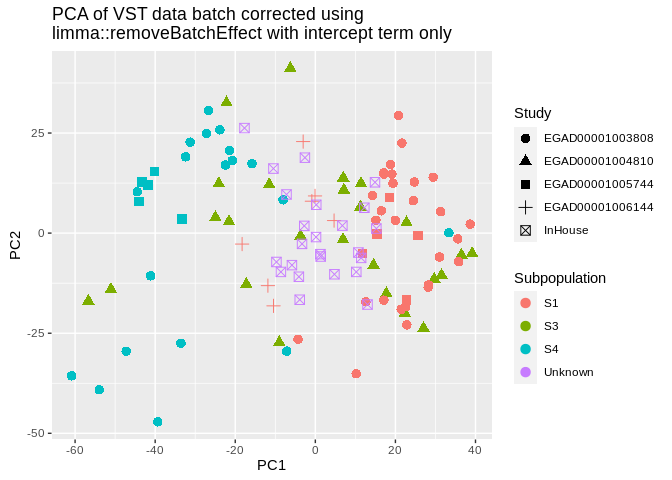 PCA of VST data batch corrected using
limma::removeBatchEffect with intercept term only
Study
EGAD00001003808
EGAD00001004810
EGAD00001005744
EGAD00001006144
InHouse
Subpopulation
S1
S3
S4
Unknown
PC2
25
0
-25
-50
-60
-40
-20
0
20
40
PC1